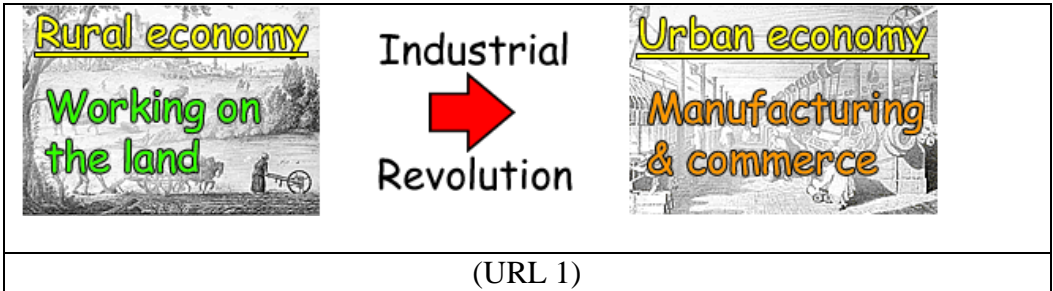 Rural economy
Working on
the land
Industrial
Revolution
Urban economy
Manufacturing
& commerce
(URL 1)